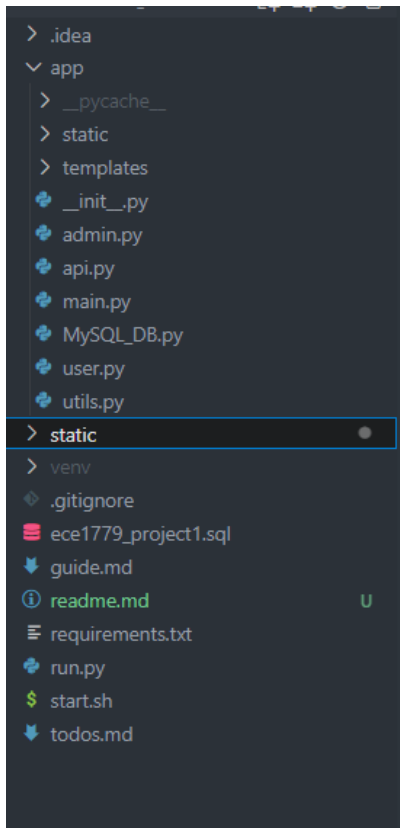 .idea
app
__pycache__
static
templates
__init__.py
admin.py
api.py
main.py
MySQL_DB.py
user.py
utils.py
static
venv
.gitignore
ece1779_project1.sql
guide.md
readme.md U
requirements.txt
run.py
$ start.sh
todos.md